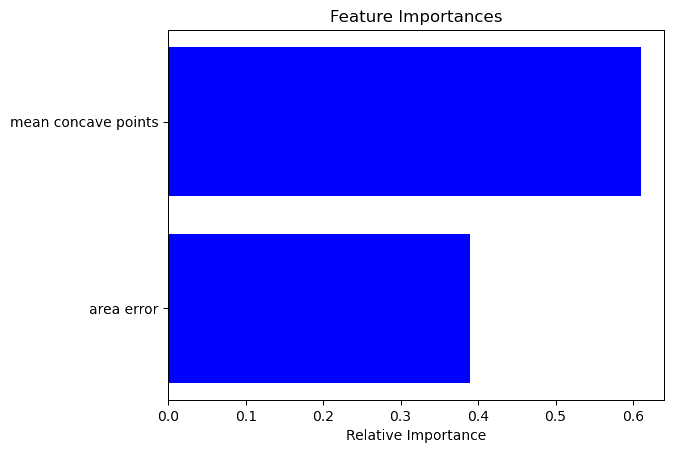 Feature Importances
mean concave points
area error
0.0 0.1 0.2 0.3 0.4 0.5 0.6
Relative Importance